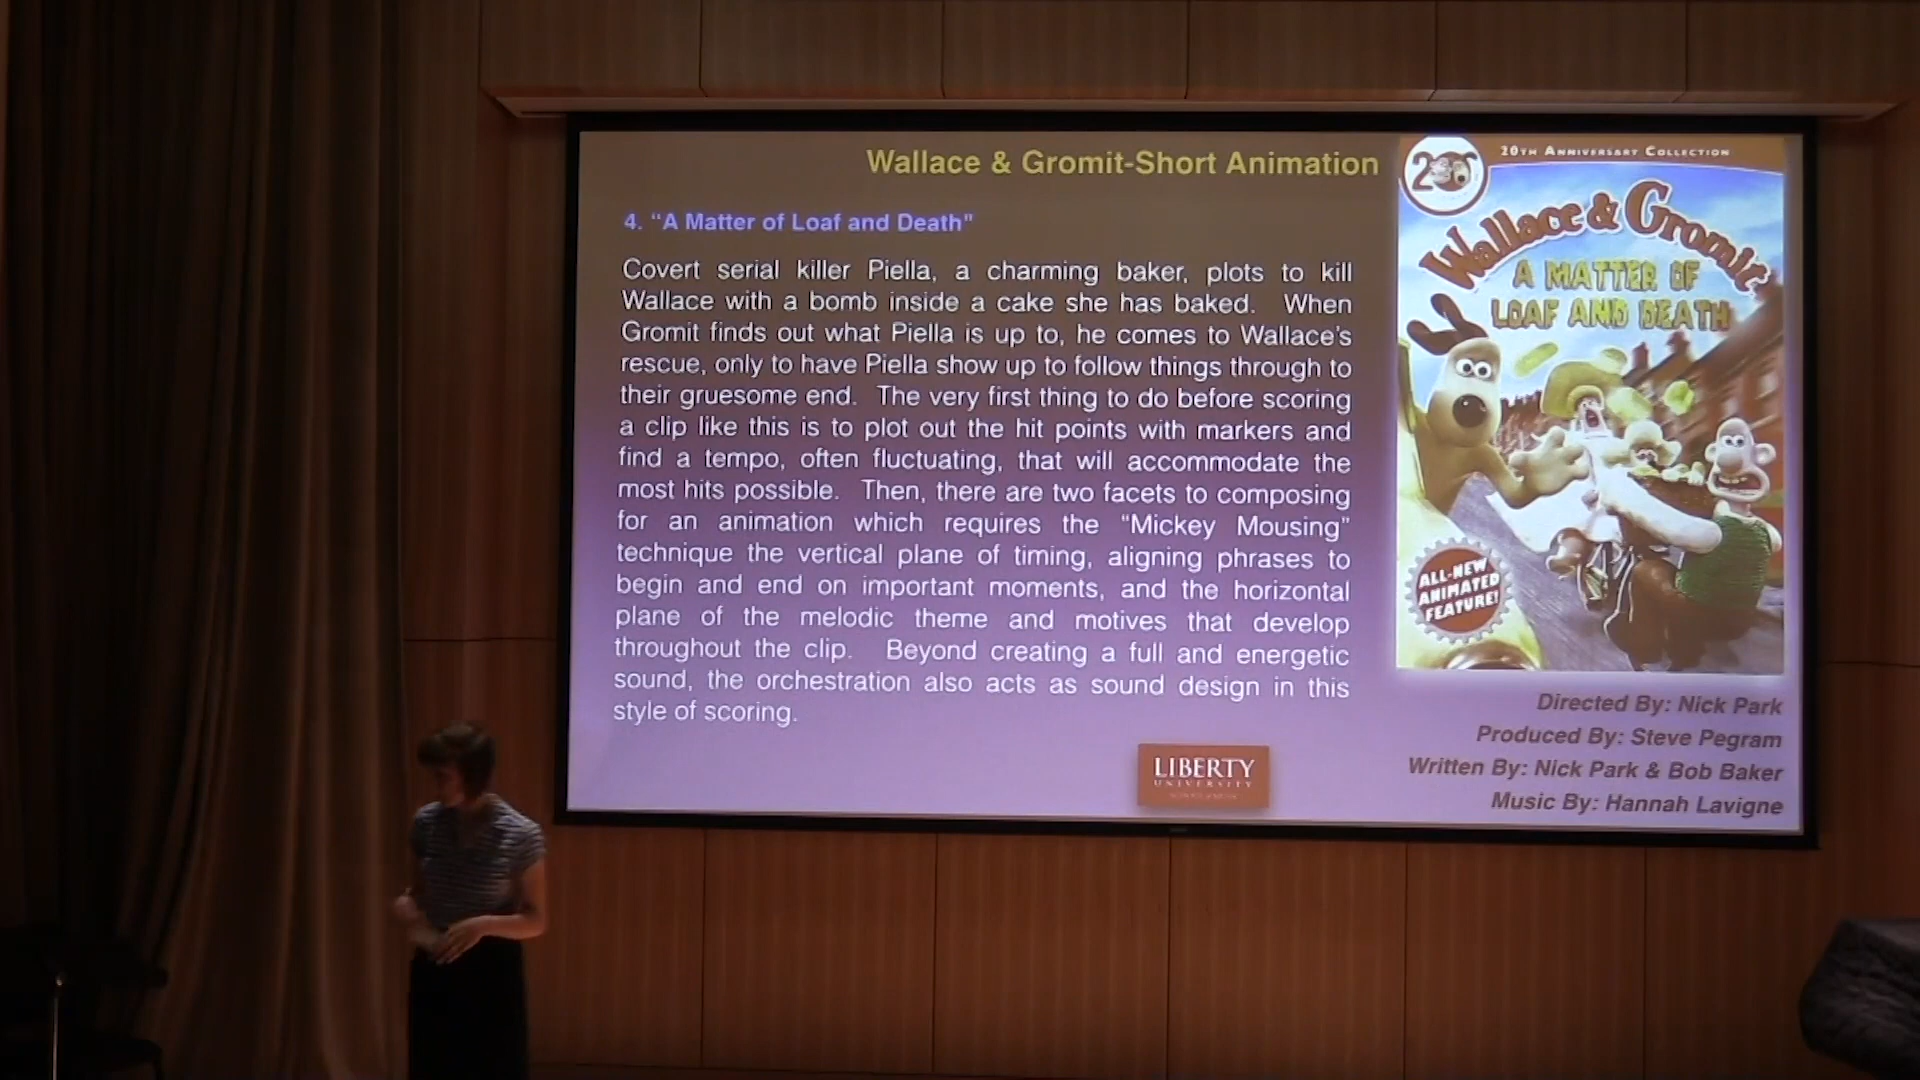 Wallace & Gromit-Short Animation
4. “A Matter of Loaf and Death"
Covert serial killer Piella, a charming baker, plots to kill
Wallace with a bomb inside a cake she has baked. When
Gromit finds out what Piella is up to, he comes to Wallace’s
rescue, only to have Piella show up to follow things through to
their gruesome end. The very first thing to do before scoring
a clip like this is to plot out the hit points with markers and
find a tempo, often fluctuating, that will accommodate the
most hits possible. Then, there are two facets to composing
for an animation which requires the “Mickey Mousing”
technique the vertical plane of timing, aligning phrases to
begin and end on important moments, and the horizontal
plane of the melodic theme and motives that develop
throughout the clip. Beyond creating a full and energetic
sound, the orchestration also acts as sound design in this
style of scoring.
20
20TH ANNIVERSARY COLLECTION
Wallace & Gromit
A MATTER OF
LOAF AND DEATH
ALL-NEW
ANIMATED
FEATURE!
Directed By: Nick Park
Produced By: Steve Pegram
Written By: Nick Park & Bob Baker
Music By: Hannah Lavigne
LIBERTY
UNIVERSITY